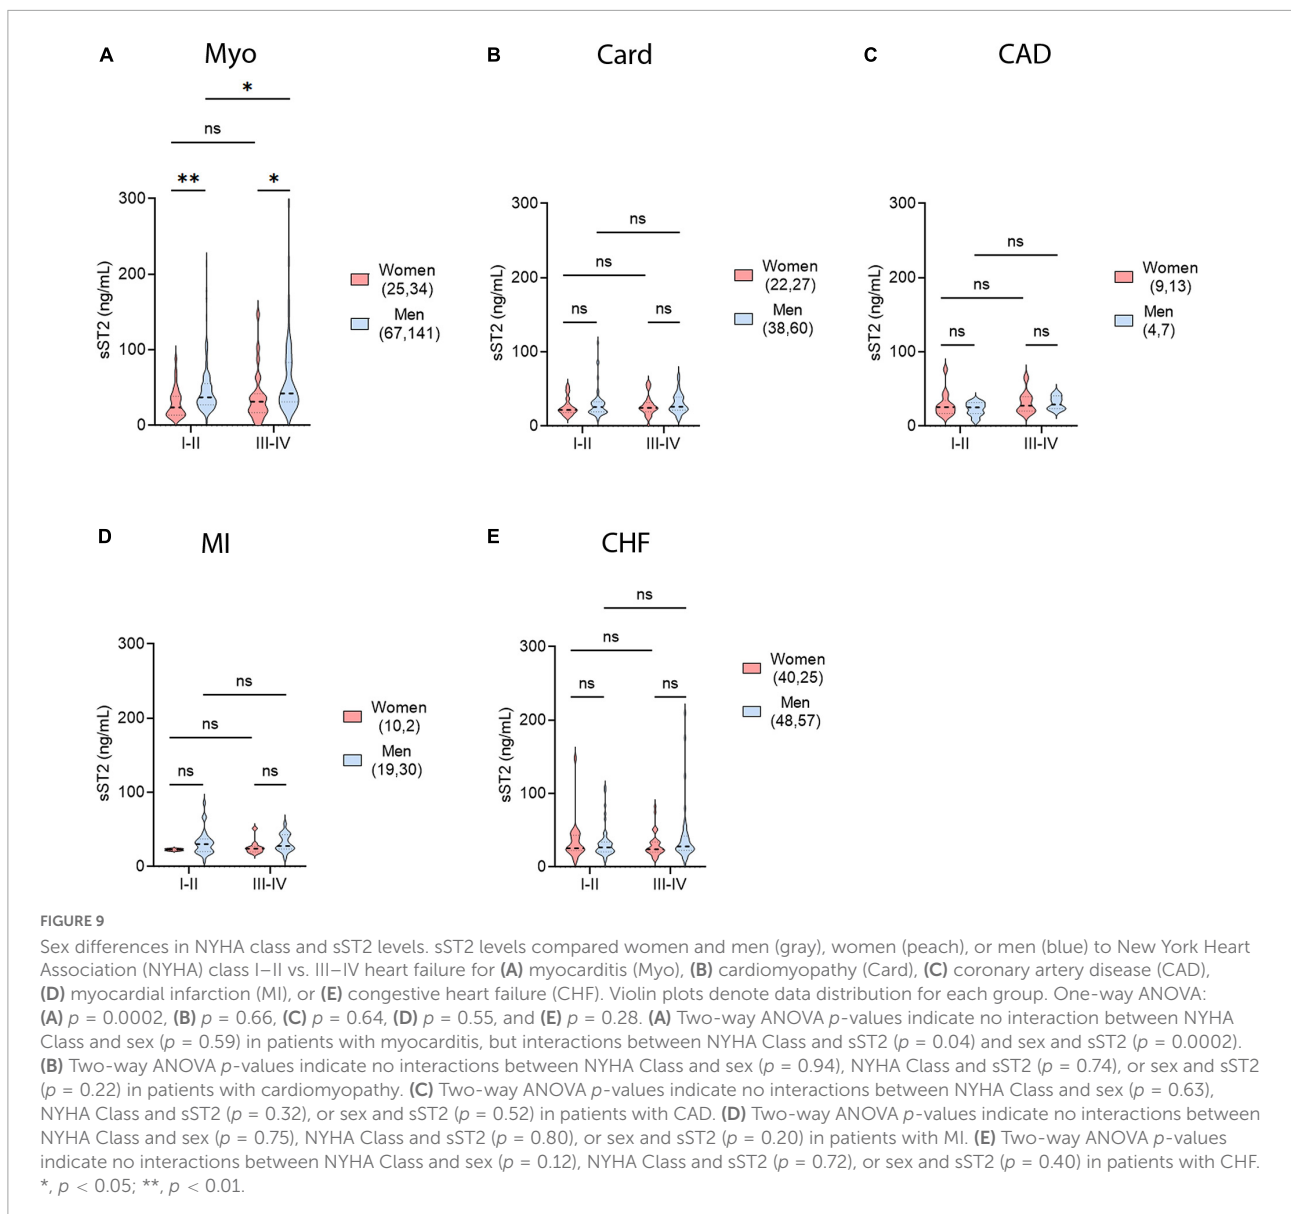 A Myo
*
ns
** *
300
200
100
0
sST2 (ng/mL)
I-II III-IV
Women
(25,34)
Men
(67,141)
B Card
ns
ns
ns ns
300
200
100
0
sST2 (ng/mL)
I-II III-IV
Women
(22,27)
Men
(38,60)
C CAD
ns
ns
ns ns
300
200
100
0
sST2 (ng/mL)
I-II III-IV
Women
(9,13)
Men
(4,7)
D MI
ns
ns
ns ns
300
200
100
0
sST2 (ng/mL)
I-II III-IV
Women
(10,2)
Men
(19,30)
E CHF
ns
ns
ns ns
300
200
100
0
sST2 (ng/mL)
I-II III-IV
Women
(40,25)
Men
(48,57)
FIGURE 9
Sex differences in NYHA class and sST2 levels. sST2 levels compared women and men (gray), women (peach), or men (blue) to New York Heart
Association (NYHA) class I–II vs. III–IV heart failure for (A) myocarditis (Myo), (B) cardiomyopathy (Card), (C) coronary artery disease (CAD),
(D) myocardial infarction (MI), or (E) congestive heart failure (CHF). Violin plots denote data distribution for each group. One-way ANOVA:
(A) p = 0.0002, (B) p = 0.66, (C) p = 0.64, (D) p = 0.55, and (E) p = 0.28. (A) Two-way ANOVA p-values indicate no interaction between NYHA
Class and sex (p = 0.59) in patients with myocarditis, but interactions between NYHA Class and sST2 (p = 0.04) and sex and sST2 (p = 0.0002).
(B) Two-way ANOVA p-values indicate no interactions between NYHA Class and sex (p = 0.94), NYHA Class and sST2 (p = 0.74), or sex and sST2
(p = 0.22) in patients with cardiomyopathy. (C) Two-way ANOVA p-values indicate no interactions between NYHA Class and sex (p = 0.63),
NYHA Class and sST2 (p = 0.32), or sex and sST2 (p = 0.52) in patients with CAD. (D) Two-way ANOVA p-values indicate no interactions between
NYHA Class and sex (p = 0.75), NYHA Class and sST2 (p = 0.80), or sex and sST2 (p = 0.20) in patients with MI. (E) Two-way ANOVA p-values
indicate no interactions between NYHA Class and sex (p = 0.12), NYHA Class and sST2 (p = 0.72), or sex and sST2 (p = 0.40) in patients with CHF.
*, p < 0.05; **, p < 0.01.